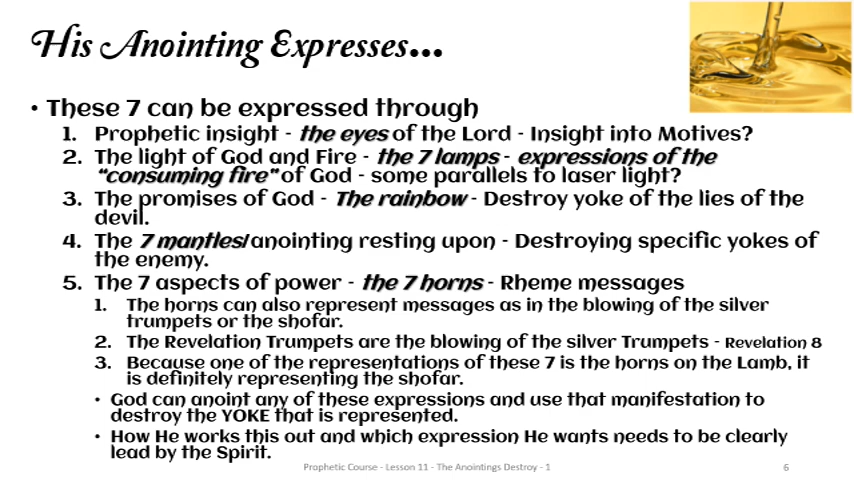 His Anointing Expresses...
• These 7 can be expressed through
1. Prophetic insight - the eyes of the Lord - Insight into Motives?
2. The light of God and Fire - the 7 lamps - expressions of the
"consuming fire" of God - some parallels to laser light?
3. The promises of God - The rainbow - Destroy yoke of the lies of the
devil.
4. The 7 mantles/anointing resting upon - Destroying specific yokes of
the enemy.
5. The 7 aspects of power - the 7 horns - Rheme messages
1. The horns can also represent messages as in the blowing of the silver
trumpets or the shofar.
2. The Revelation Trumpets are the blowing of the silver Trumpets - Revelation 8
3. Because one of the representations of these 7 is the horns on the Lamb, it
is definitely representing the shofar.
• God can anoint any of these expressions and use that manifestation to
destroy the YOKE that is represented.
• How He works this out and which expression He wants needs to be clearly
lead by the Spirit.
Prophetic Course - Lesson 11 - The Anointings Destroy - 1
6